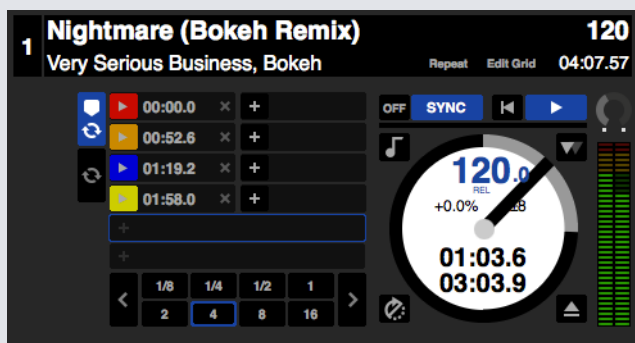 1
Nightmare (Bokeh Remix) 120
Very Serious Business, Bokeh Repeat Edit Grid 04:07.57
00:00.0 × +
00:52.6 × +
01:19.2 × +
01:58.0 × +
+
+
1/8 1/4 1/2 1
2 4 8 16
OFF SYNC
120.0
REL
+0.0% 8
01:03.6
03:03.9